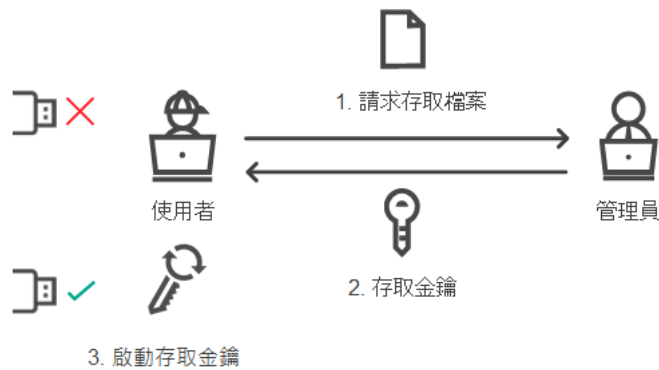 1. 請求存取檔案
使用者
管理員
2. 存取金鑰
3. 啟動存取金鑰